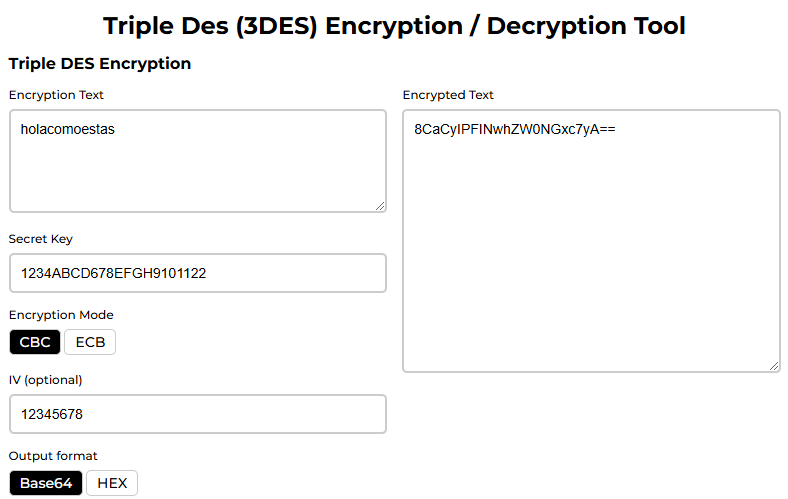 Triple Des (3DES) Encryption / Decryption Tool
Triple DES Encryption
Encryption Text
holacomoestas
Secret Key
1234ABCD678EFGH9101122
Encryption Mode
CBC ECB
IV (optional)
12345678
Output format
Base64 HEX
Encrypted Text
8CaCyIPFINwhZW0NGxc7yA==